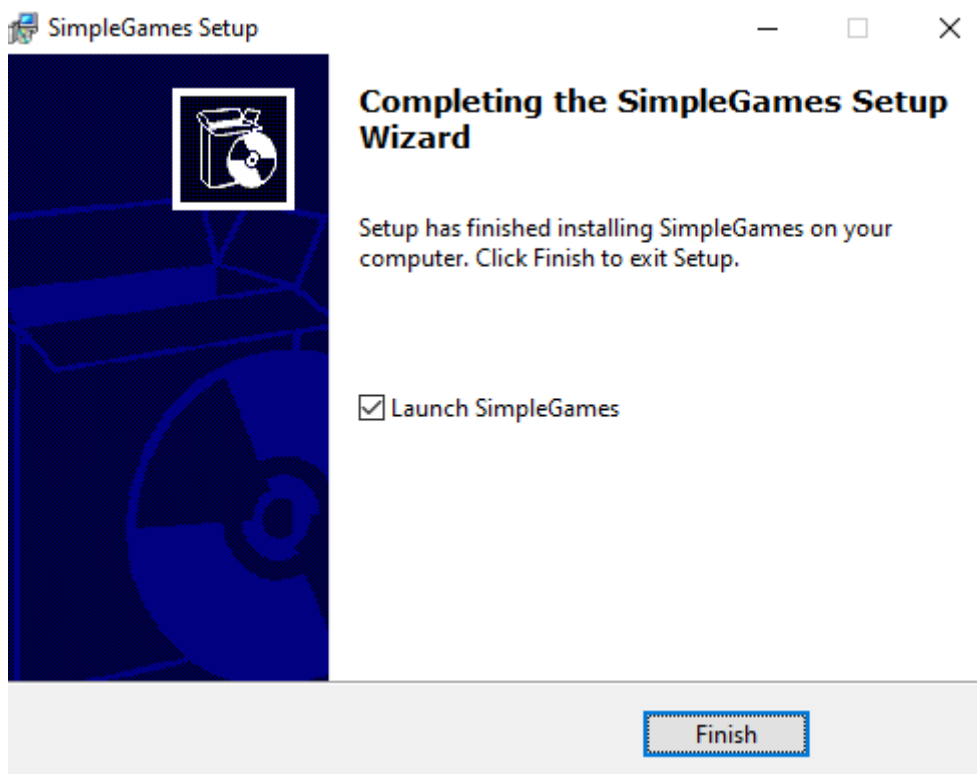 SimpleGames Setup
Completing the SimpleGames Setup
Wizard
Setup has finished installing SimpleGames on your
computer. Click Finish to exit Setup.
Launch SimpleGames
Finish